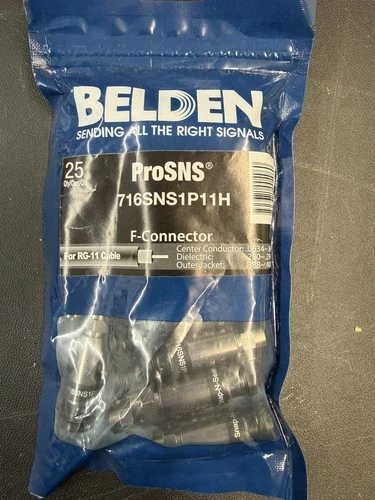 BELDEN
SENDING ALL THE RIGHT SIGNALS
25
ProSNS®
716SNS1P11H
F-Connector
For RG-11 Cable
Center Conductor:
Dielectric:
Outer Jacket:
Snap